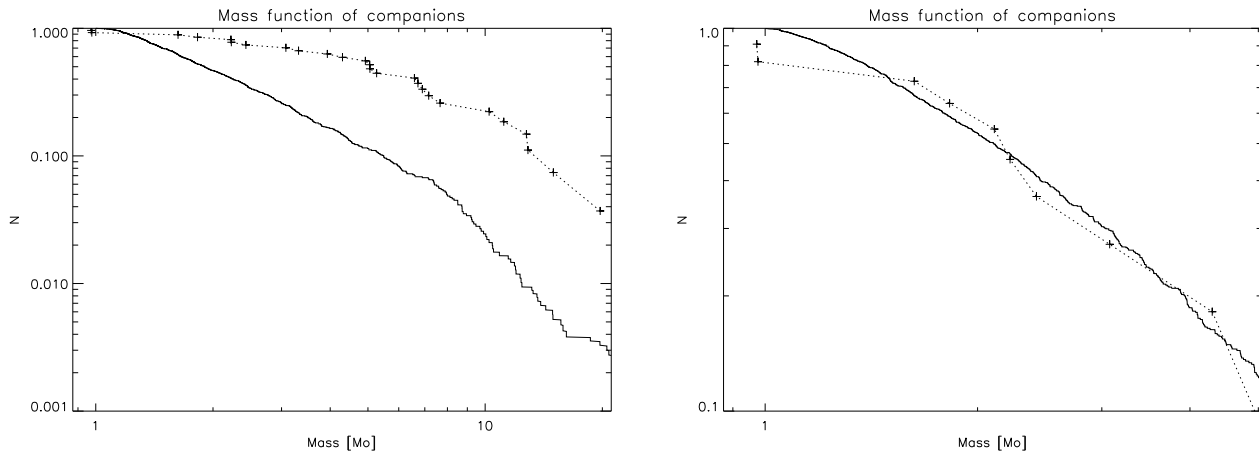 Mass function of companions
1.000
0.100
0.010
0.001
N
1
10
Mass [Mo]
Mass function of companions
1.0
0.1
N
1
Mass [Mo]